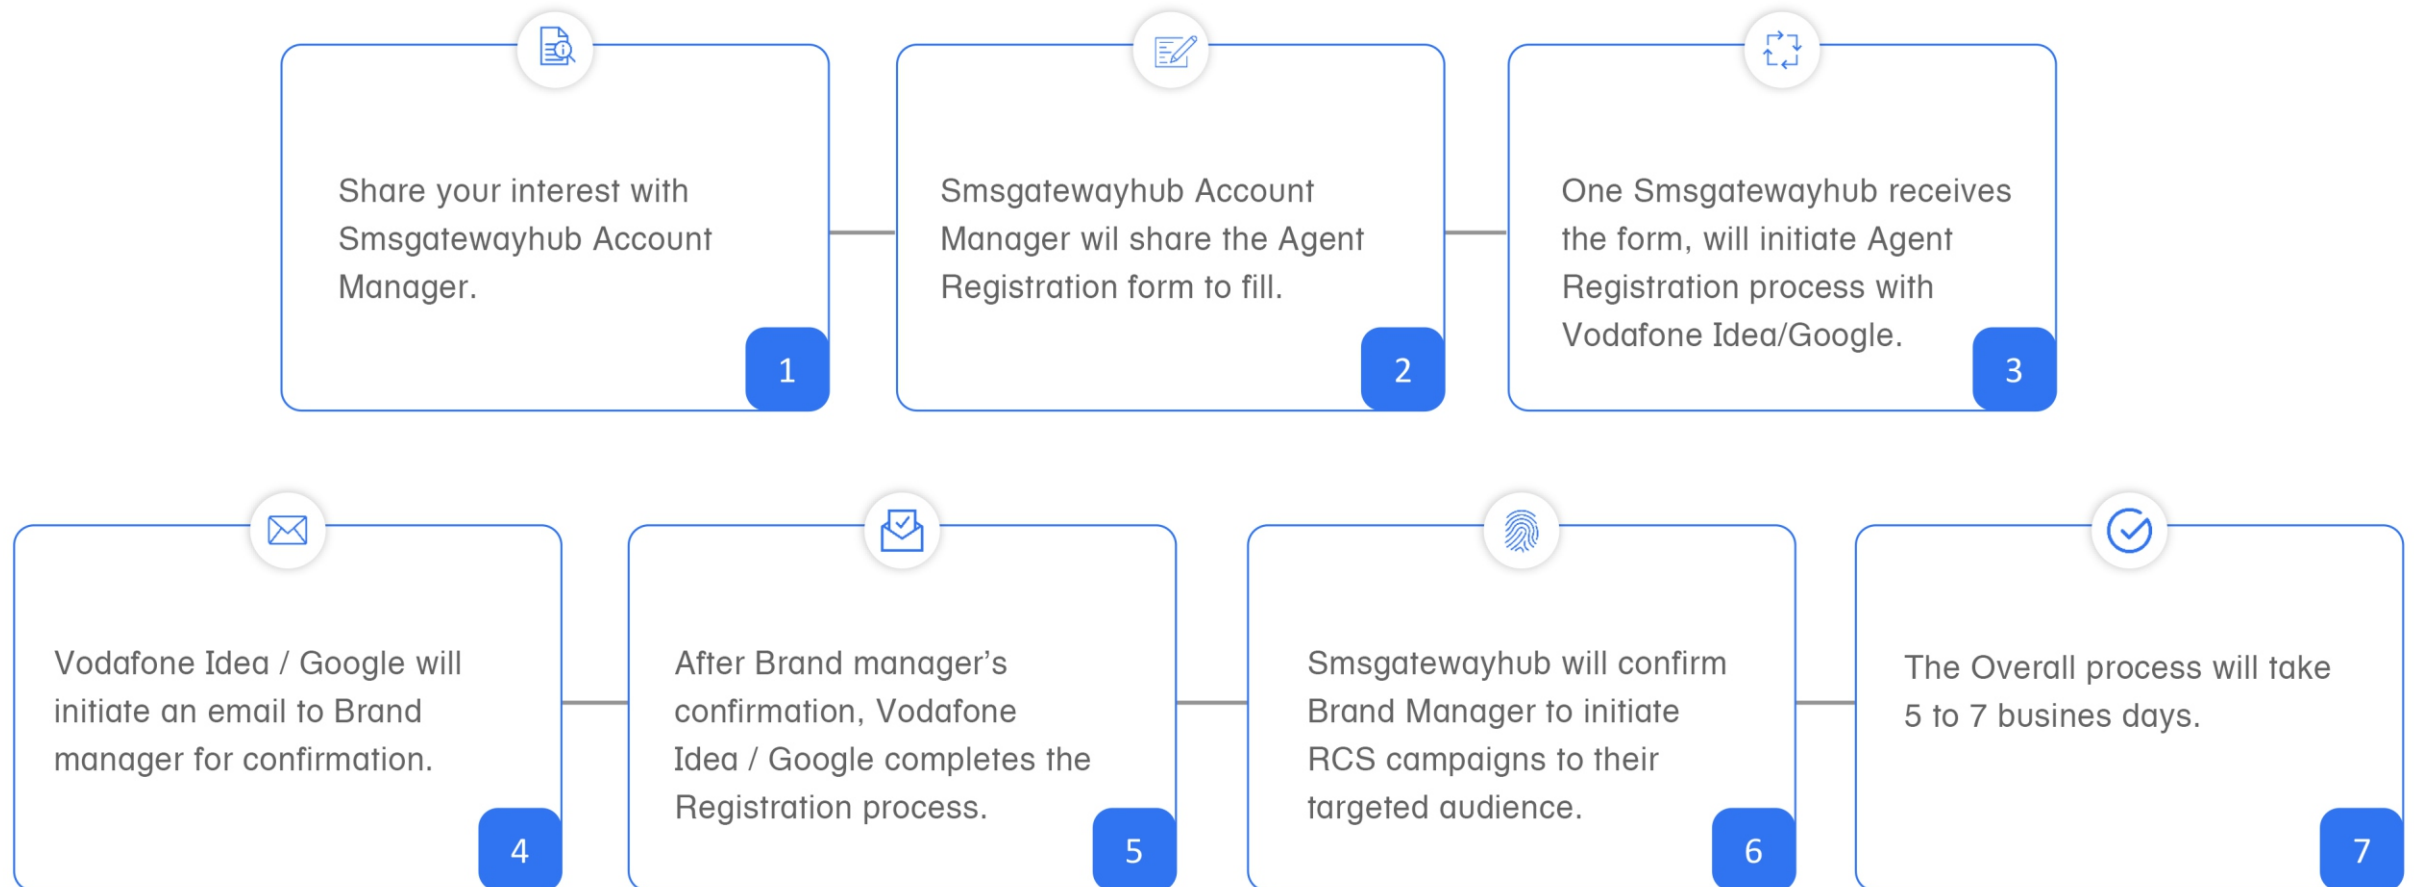 Share your interest with
Smsgatewayhub Account
Manager.
1
Smsgatewayhub Account
Manager wil share the Agent
Registration form to fill.
2
One Smsgatewayhub receives
the form, will initiate Agent
Registration process with
Vodafone Idea/Google.
3
Vodafone Idea / Google will
initiate an email to Brand
manager for confirmation.
4
After Brand manager’s
confirmation, Vodafone
Idea / Google completes the
Registration process.
5
Smsgatewayhub will confirm
Brand Manager to initiate
RCS campaigns to their
targeted audience.
6
The Overall process will take
5 to 7 busines days.
7